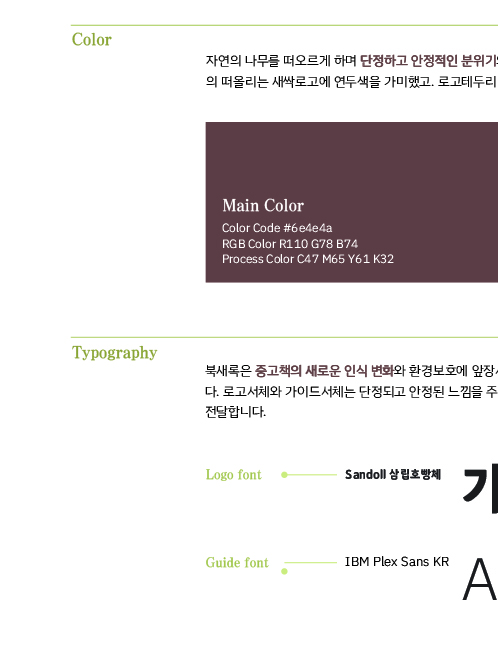 Color
자연의 나무를 떠오르게 하며 단정하고 안정적인 분위기
의 떠올리는 새싹로고에 연두색을 가미했고. 로고테두리
Main Color
Color Code #6e4e4a
RGB Color R110 G78 B74
Process Color C47 M65 Y61 K32
Typography
북새록은 중고책의 새로운 인식 변화와 환경보호에 앞장
다. 로고서체와 가이드서체는 단정되고 안정된 느낌을 주
전달합니다.
Logo font
Sandoll 삼립호빵체
가
Guide font
IBM Plex Sans KR
A